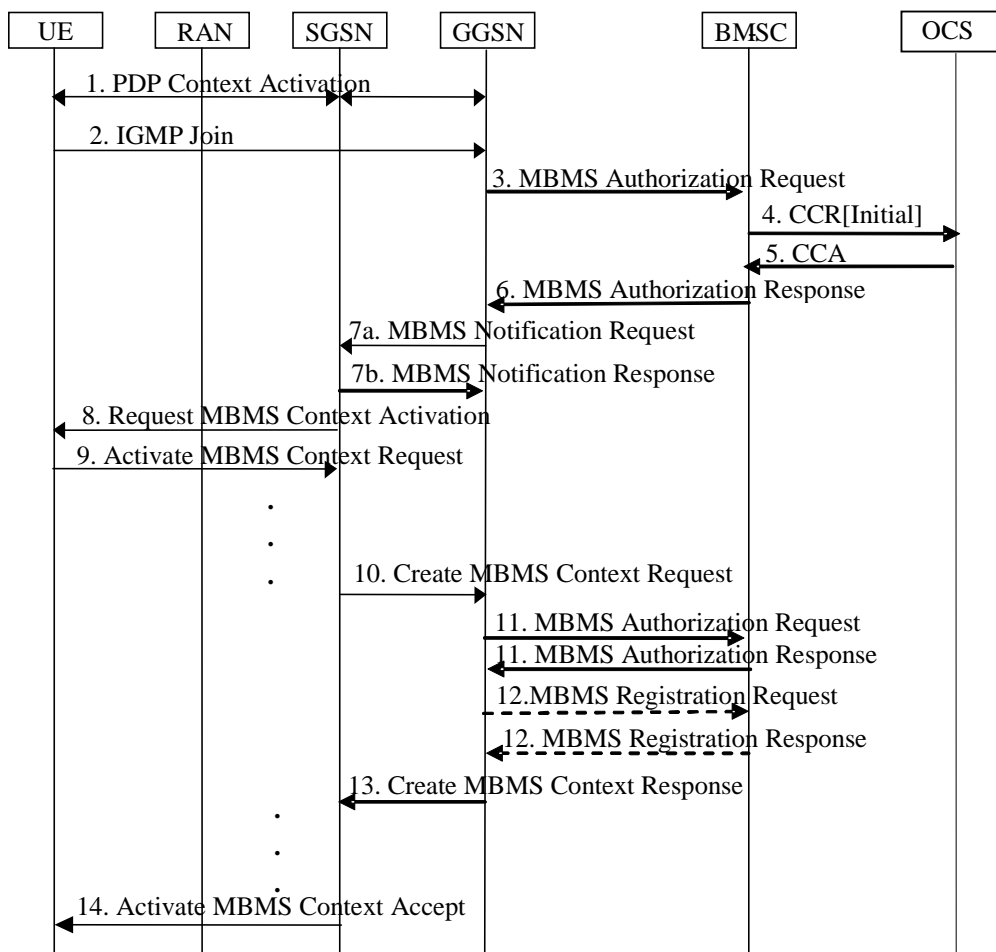 UE RAN SGSN GGSN BMSC OCS
1. PDP Context Activation
2. IGMP Join
3. MBMS Authorization Request
4. CCR[Initial]
5. CCA
6. MBMS Authorization Response
7a. MBMS Notification Request
7b. MBMS Notification Response
8. Request MBMS Context Activation
9. Activate MBMS Context Request
10. Create MBMS Context Request
11. MBMS Authorization Request
11. MBMS Authorization Response
12.MBMS Registration Request
12. MBMS Registration Response
13. Create MBMS Context Response
14. Activate MBMS Context Accept